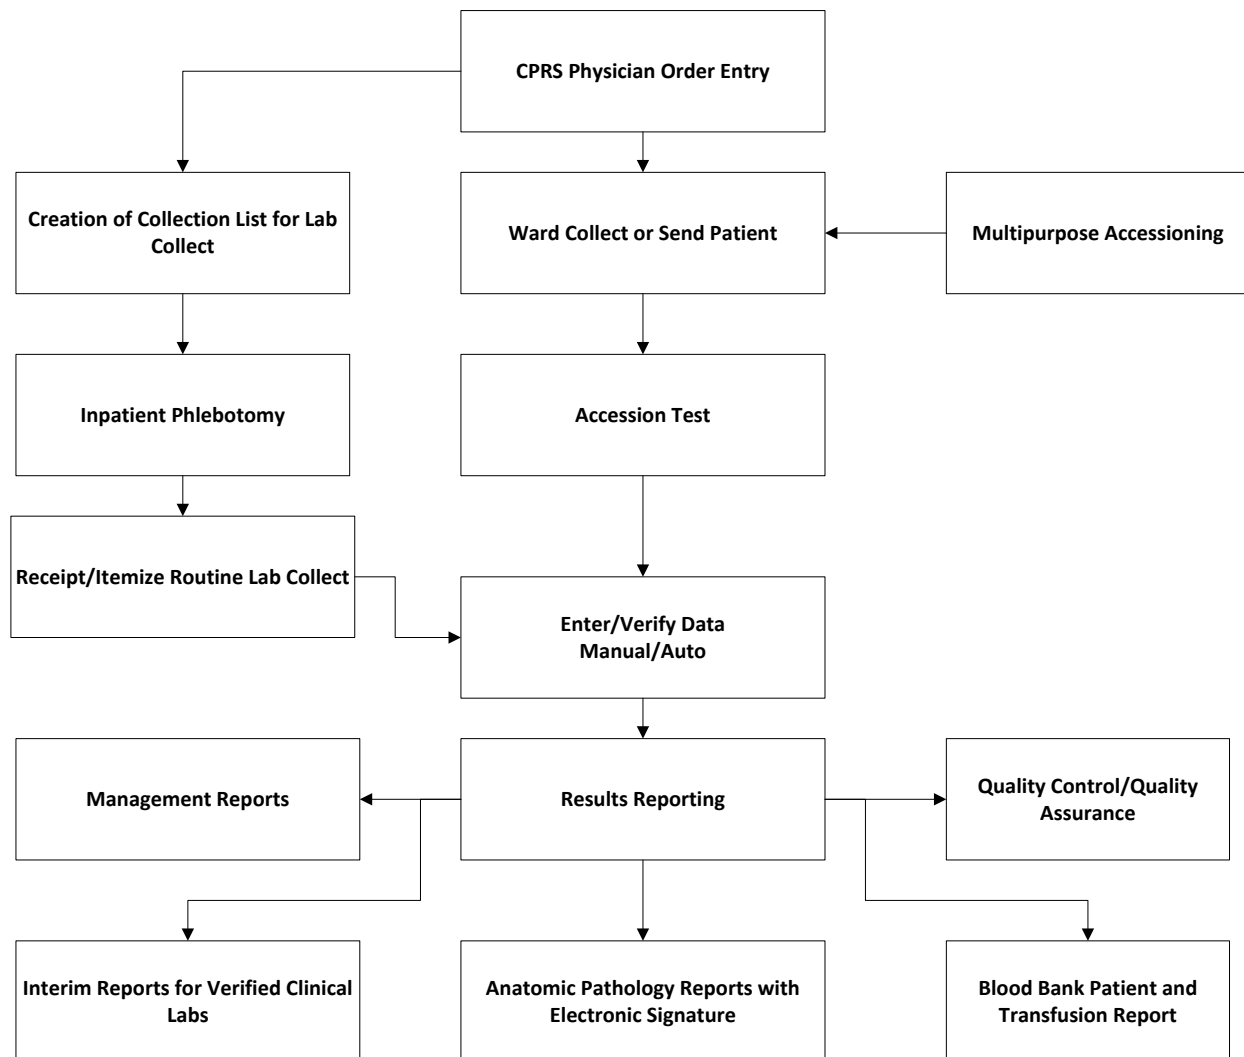 CPRS Physician Order Entry
Creation of Collection List for Lab
Collect
Ward Collect or Send Patient
Multipurpose Accessioning
Inpatient Phlebotomy
Accession Test
Receipt/Itemize Routine Lab Collect
Enter/Verify Data
Manual/Auto
Management Reports
Results Reporting
Quality Control/Quality
Assurance
Interim Reports for Verified Clinical
Labs
Anatomic Pathology Reports with
Electronic Signature
Blood Bank Patient and
Transfusion Report